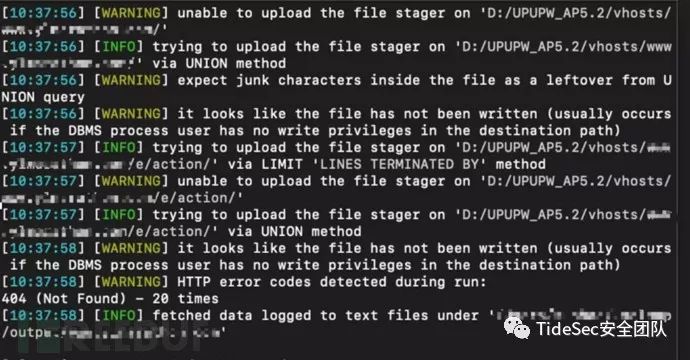 [10:37:56] [WARNING] unable to upload the file stager on 'D:/UPUPW_AP5.2/vhosts/
/'
[10:37:56] [INFO] trying to upload the file stager on 'D:/UPUPW_AP5.2/vhosts/www
/' via UNION method
[10:37:56] [WARNING] expect junk characters inside the file as a leftover from U
NION query
[10:37:56] [WARNING] it looks like the file has not been written (usually occurs
 if the DBMS process user has no write privileges in the destination path)
[10:37:57] [INFO] trying to upload the file stager on 'D:/UPUPW_AP5.2/vhosts/
/e/action/' via LIMIT 'LINES TERMINATED BY' method
[10:37:57] [WARNING] unable to upload the file stager on 'D:/UPUPW_AP5.2/vhosts/
/e/action/'
[10:37:57] [INFO] trying to upload the file stager on 'D:/UPUPW_AP5.2/vhosts/
/e/action/' via UNION method
[10:37:58] [WARNING] it looks like the file has not been written (usually occurs
 if the DBMS process user has no write privileges in the destination path)
[10:37:58] [WARNING] HTTP error codes detected during run:
404 (Not Found) - 20 times
[10:37:58] [INFO] fetched data logged to text files under '
/outpu
TideSec安全团队